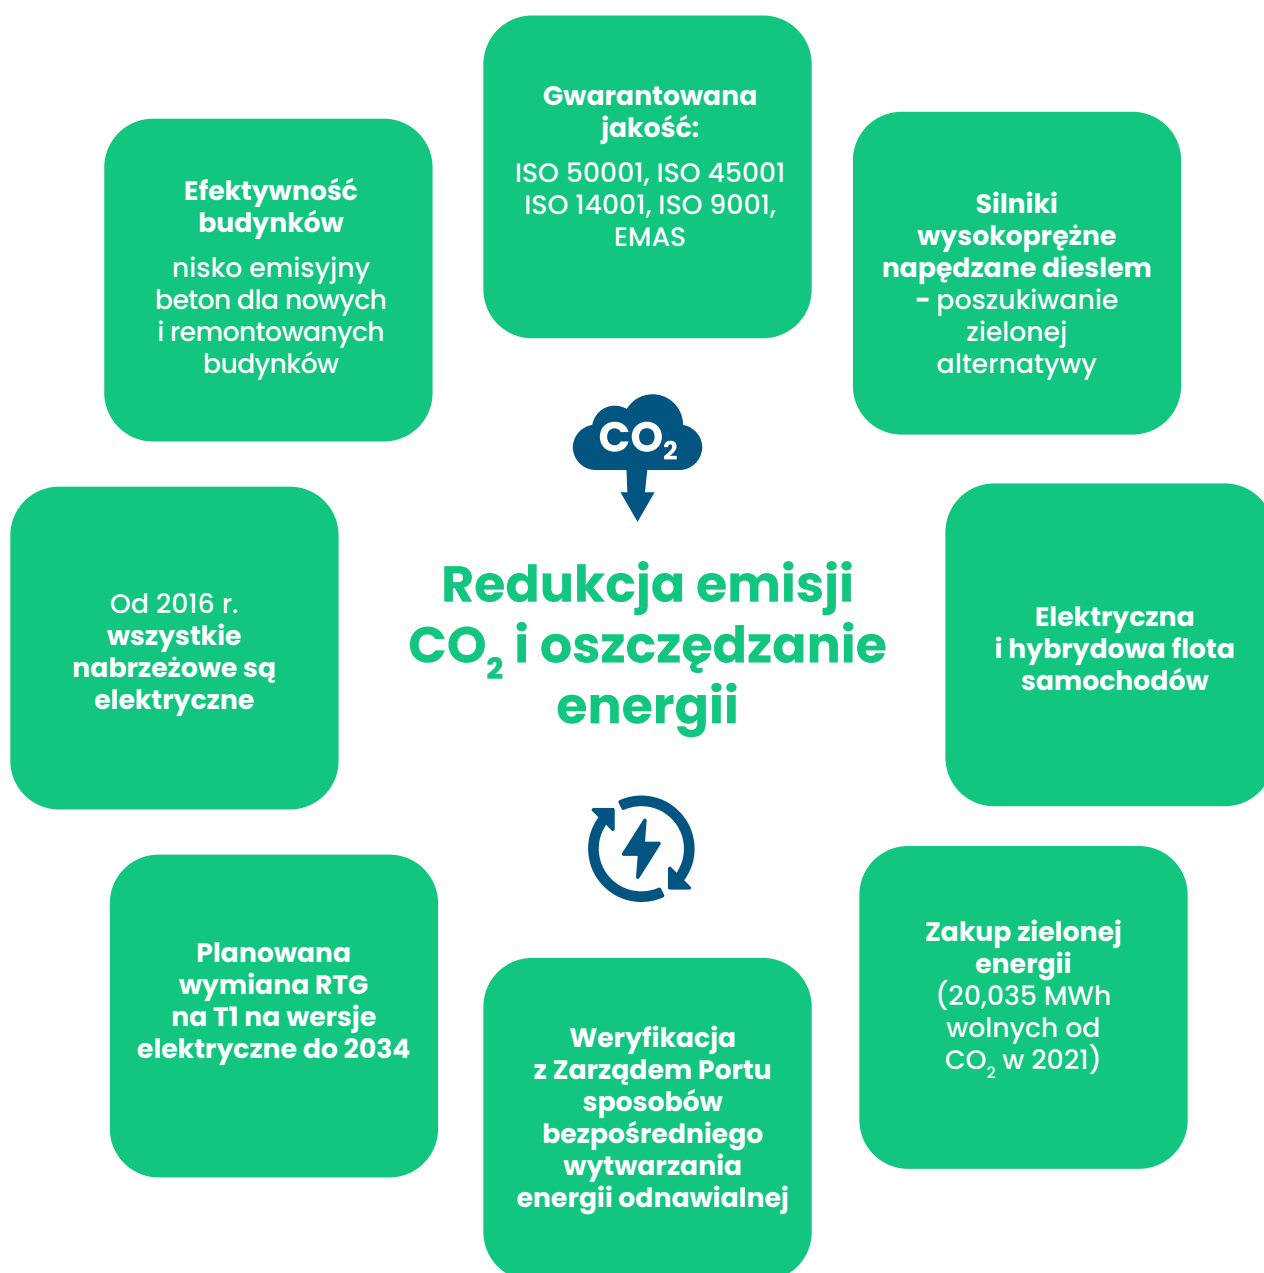 Gwarantowana
jakość:
ISO 50001, ISO 45001
ISO 14001, ISO 9001,
EMAS
Efektywność
budynków
nisko emisyjny
beton dla nowych
i remontowanych
budynków
Silniki
wysokoprężne
napędzane dieslem
- poszukiwanie
zielonej
alternatywy
CO₂
Redukcja emisji
CO₂ i oszczędzanie
energii
Od 2016 r.
wszystkie
nabrzeżowe są
elektryczne
Elektryczna
i hybrydowa flota
samochodów
Planowana
wymiana RTG
na T1 na wersje
elektryczne do 2034
Weryfikacja
z Zarządem Portu
sposobów
bezpośredniego
wytwarzania
energii odnawialnej
Zakup zielonej
energii
(20,035 MWh
wolnych od
CO₂ w 2021)